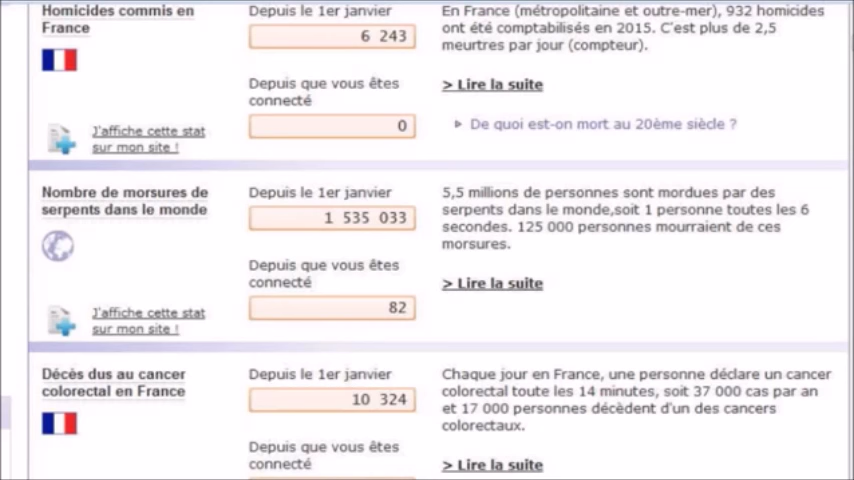 Homicides commis en
France
Depuis le 1er janvier
6 243
Depuis que vous êtes
connecté
0
J'affiche cette stat
sur mon site !
En France (métropolitaine et outre-mer), 932 homicides
ont été comptabilisés en 2015. C'est plus de 2,5
meurtres par jour (compteur).
> Lire la suite
De quoi est-on mort au 20ème siècle ?
Nombre de morsures de
serpents dans le monde
Depuis le 1er janvier
1 535 033
Depuis que vous êtes
connecté
82
J'affiche cette stat
sur mon site !
5,5 millions de personnes sont mordues par des
serpents dans le monde,soit 1 personne toutes les 6
secondes. 125 000 personnes mourraient de ces
morsures.
> Lire la suite
Décès dus au cancer
colorectal en France
Depuis le 1er janvier
10 324
Depuis que vous êtes
connecté
Chaque jour en France, une personne déclare un cancer
colorectal toute les 14 minutes, soit 37 000 cas par an
et 17 000 personnes décèdent d'un des cancers
colorectaux.
> Lire la suite